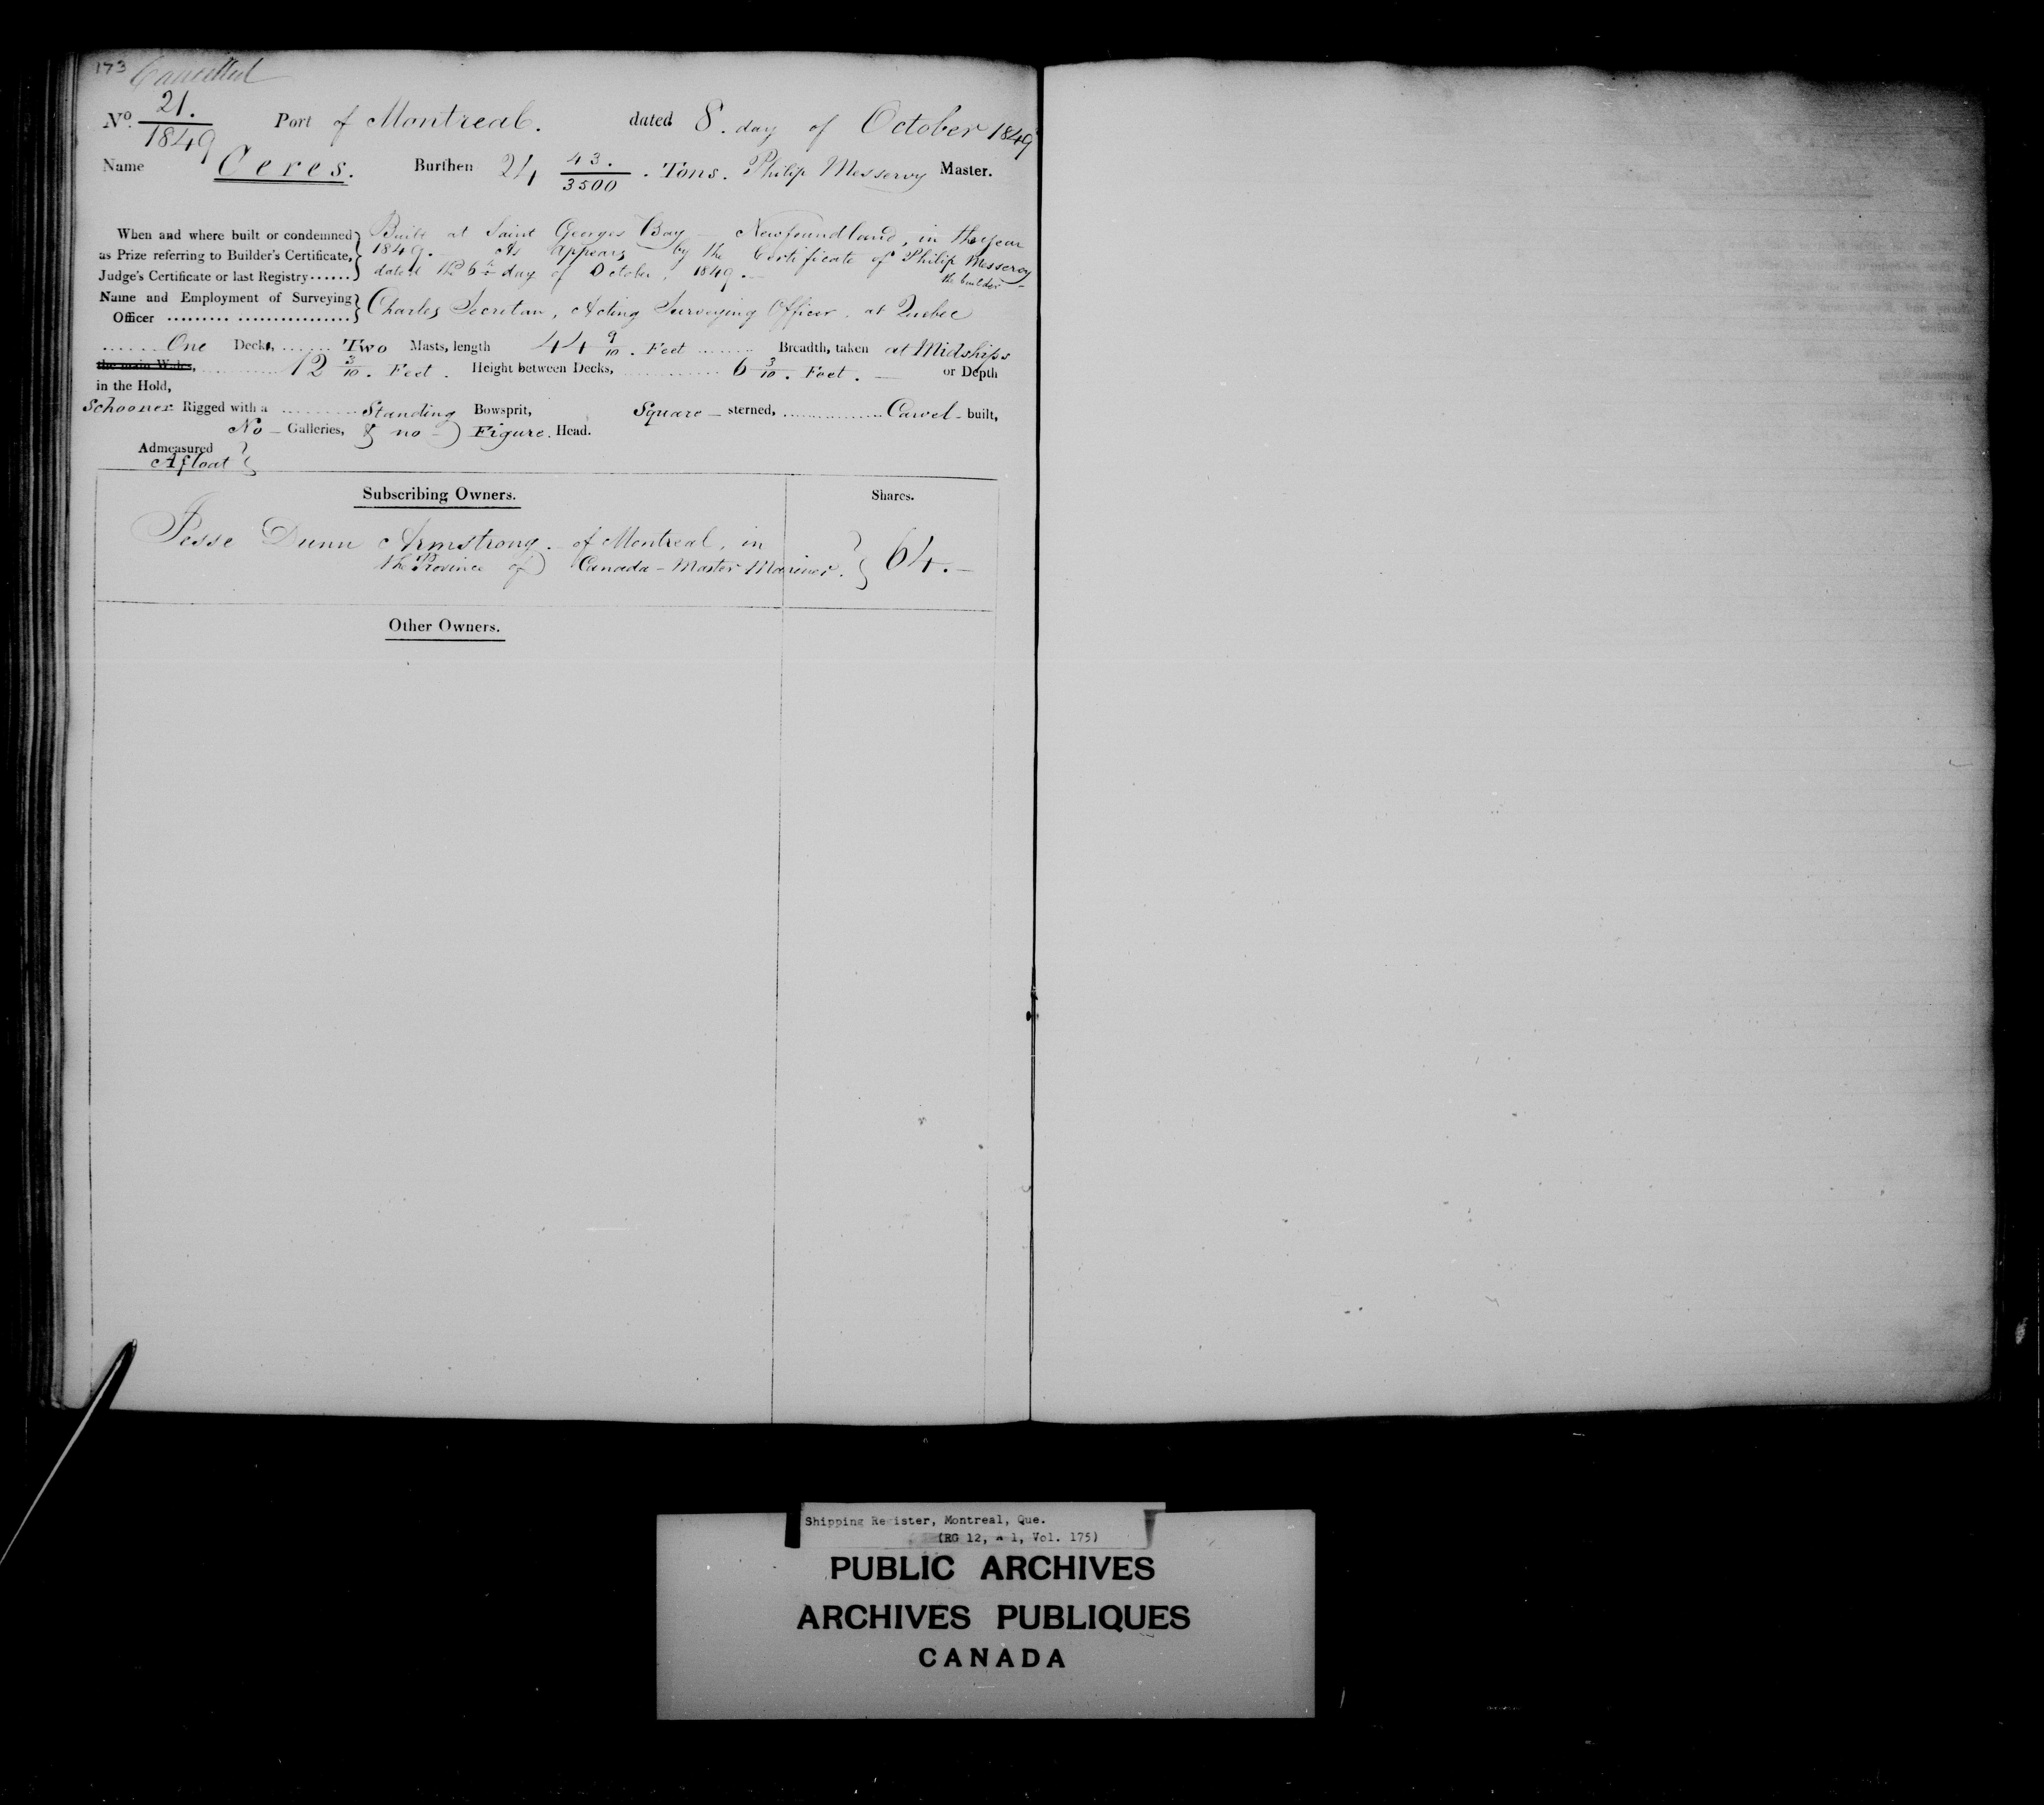 173 Cancelled
No. 21. / 1849 Port of Montreal. dated 8. day of October 1849
Name Ceres. Burthen 24 43. / 3500 . Tons. Philip Messervy Master.
When and where built or condemned as Prize referring to Builder's Certificate, Judge's Certificate or last Registry......
Built at Saint Georges Bay — Newfoundland, in the year
1849. — As appears by the Certificate of Philip Messervy
dated the 6th day of October, 1849. — the builder —
Name and Employment of Surveying
Officer ......... ................ Charles Secretan, Acting Surveying Officer, at Quebec
...... One Decks, ....... Two Masts, length 44 9/10 . Feet ........ Breadth, taken at Midships
the main Wales, ............ 12 3/10 . Feet . Height between Decks, .............. 6 3/10 . Feet . — or Depth
in the Hold,
Schooner Rigged with a .......... Standing Bowsprit, Square — sterned, ................. Carvel - built,
No — Galleries, & no — Figure . Head.
Admeasured
Afloat
Subscribing Owners. Shares.
Jesse Dunn Armstrong. — of Montreal, in
the Province of Canada — Master Mariner. 64. —
Other Owners.
Shipping Register, Montreal, Que.
(RG 12, A 1, Vol. 175)
PUBLIC ARCHIVES
ARCHIVES PUBLIQUES
CANADA